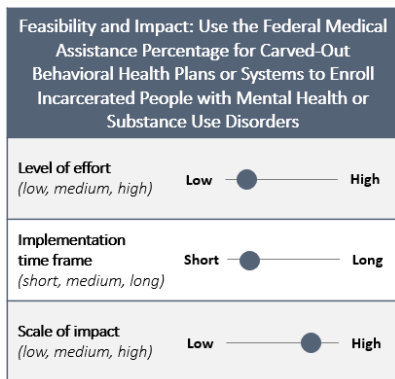 Feasibility and Impact: Use the Federal Medical
Assistance Percentage for Carved-Out
Behavioral Health Plans or Systems to Enroll
Incarcerated People with Mental Health or
Substance Use Disorders
Level of effort
(low, medium, high)
Low High
Implementation
time frame
(short, medium, long)
Short Long
Scale of impact
(low, medium, high)
Low High